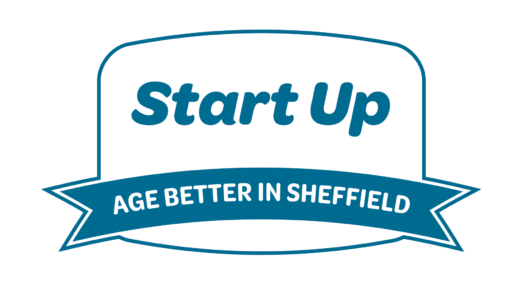 Start Up
AGE BETTER IN SHEFFIELD